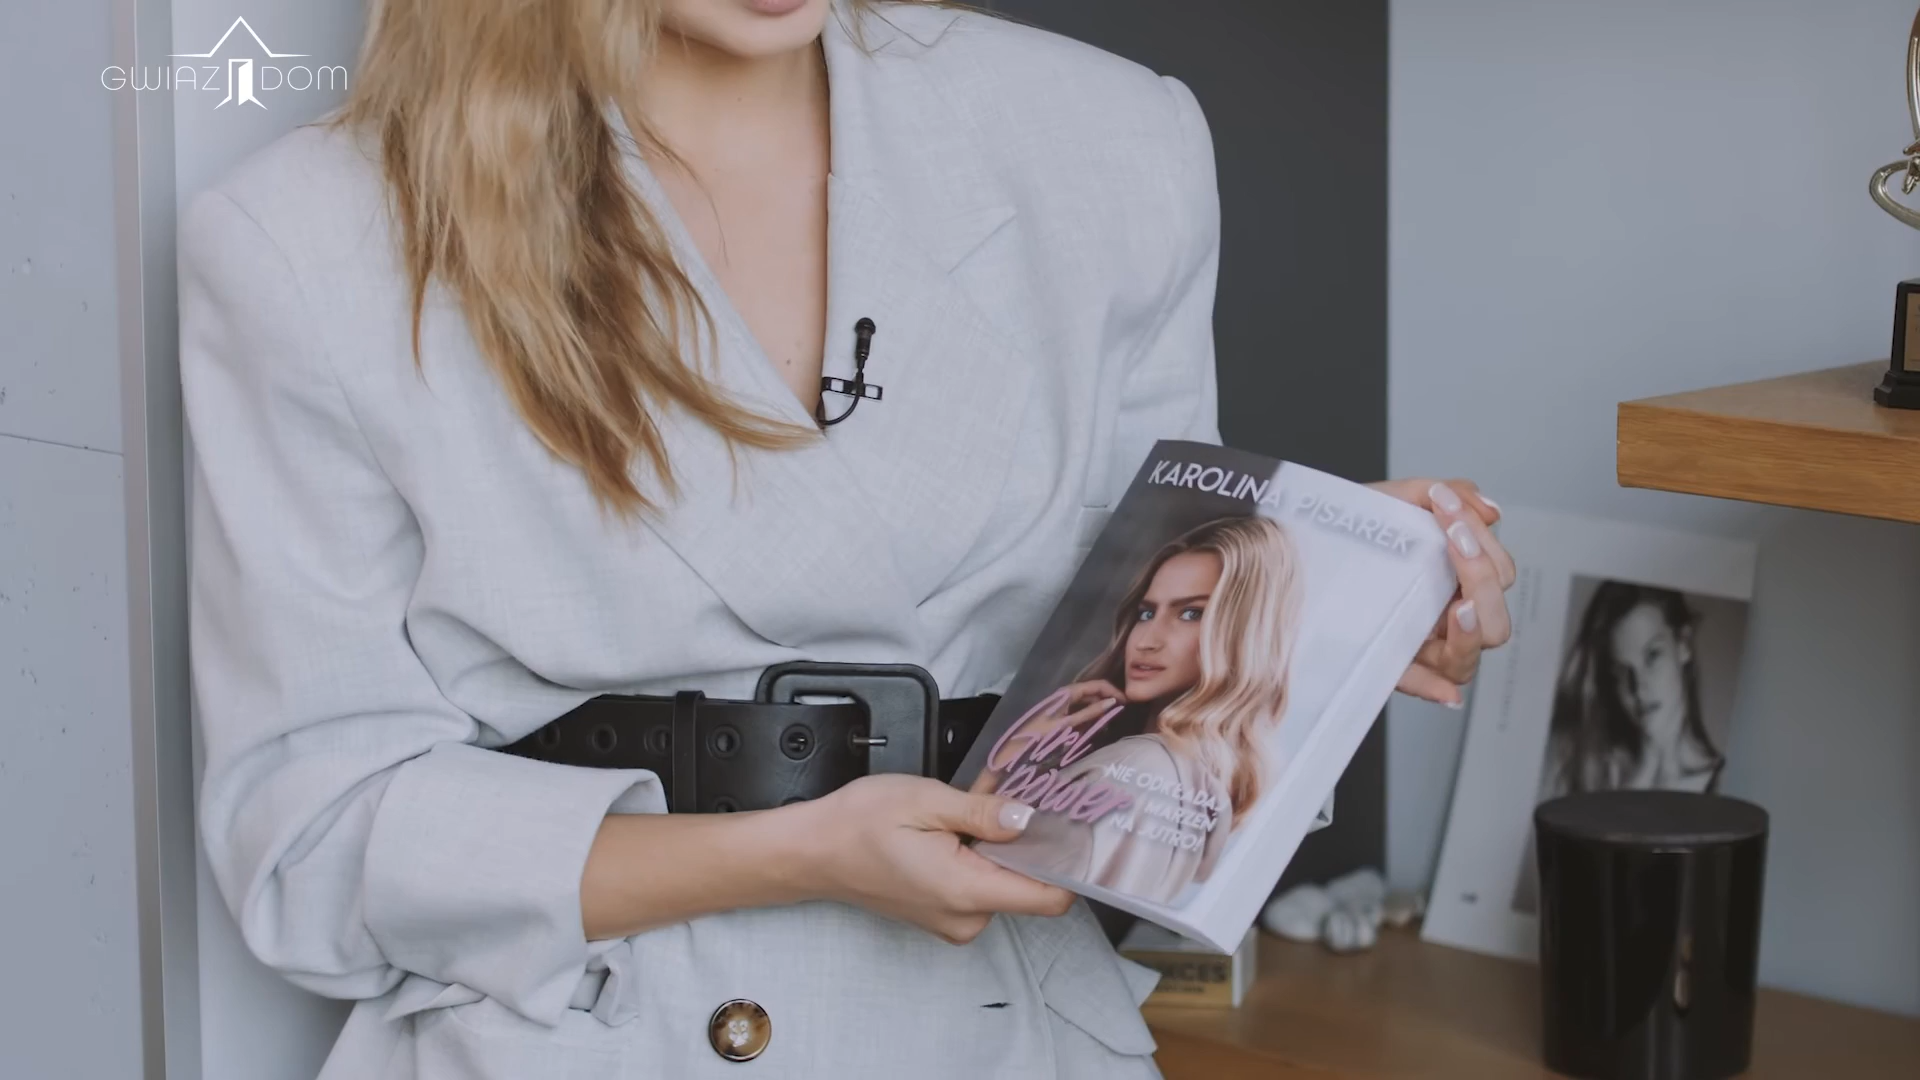 GWIAZDOM
KAROLINA PISAREK
Girl
power
NIE ODKŁADAJ
MARZEŃ
NA JUTRO!